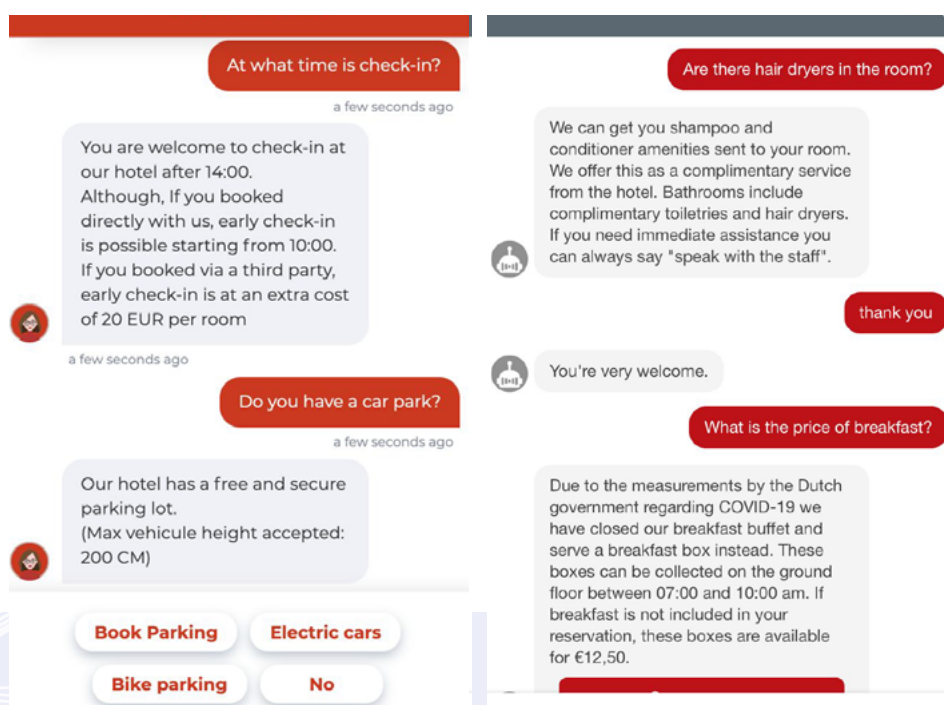 At what time is check-in?
a few seconds ago
You are welcome to check-in at
our hotel after 14:00.
Although, If you booked
directly with us, early check-in
is possible starting from 10:00.
If you booked via a third party,
early check-in is at an extra cost
of 20 EUR per room
a few seconds ago
Do you have a car park?
a few seconds ago
Our hotel has a free and secure
parking lot.
(Max vehicule height accepted:
200 CM)
Book Parking
Electric cars
Bike parking
No
Are there hair dryers in the room?
We can get you shampoo and
conditioner amenities sent to your room.
We offer this as a complimentary service
from the hotel. Bathrooms include
complimentary toiletries and hair dryers.
If you need immediate assistance you
can always say "speak with the staff".
thank you
You're very welcome.
What is the price of breakfast?
Due to the measurements by the Dutch
government regarding COVID-19 we
have closed our breakfast buffet and
serve a breakfast box instead. These
boxes can be collected on the ground
floor between 07:00 and 10:00 am. If
breakfast is not included in your
reservation, these boxes are available
for €12,50.